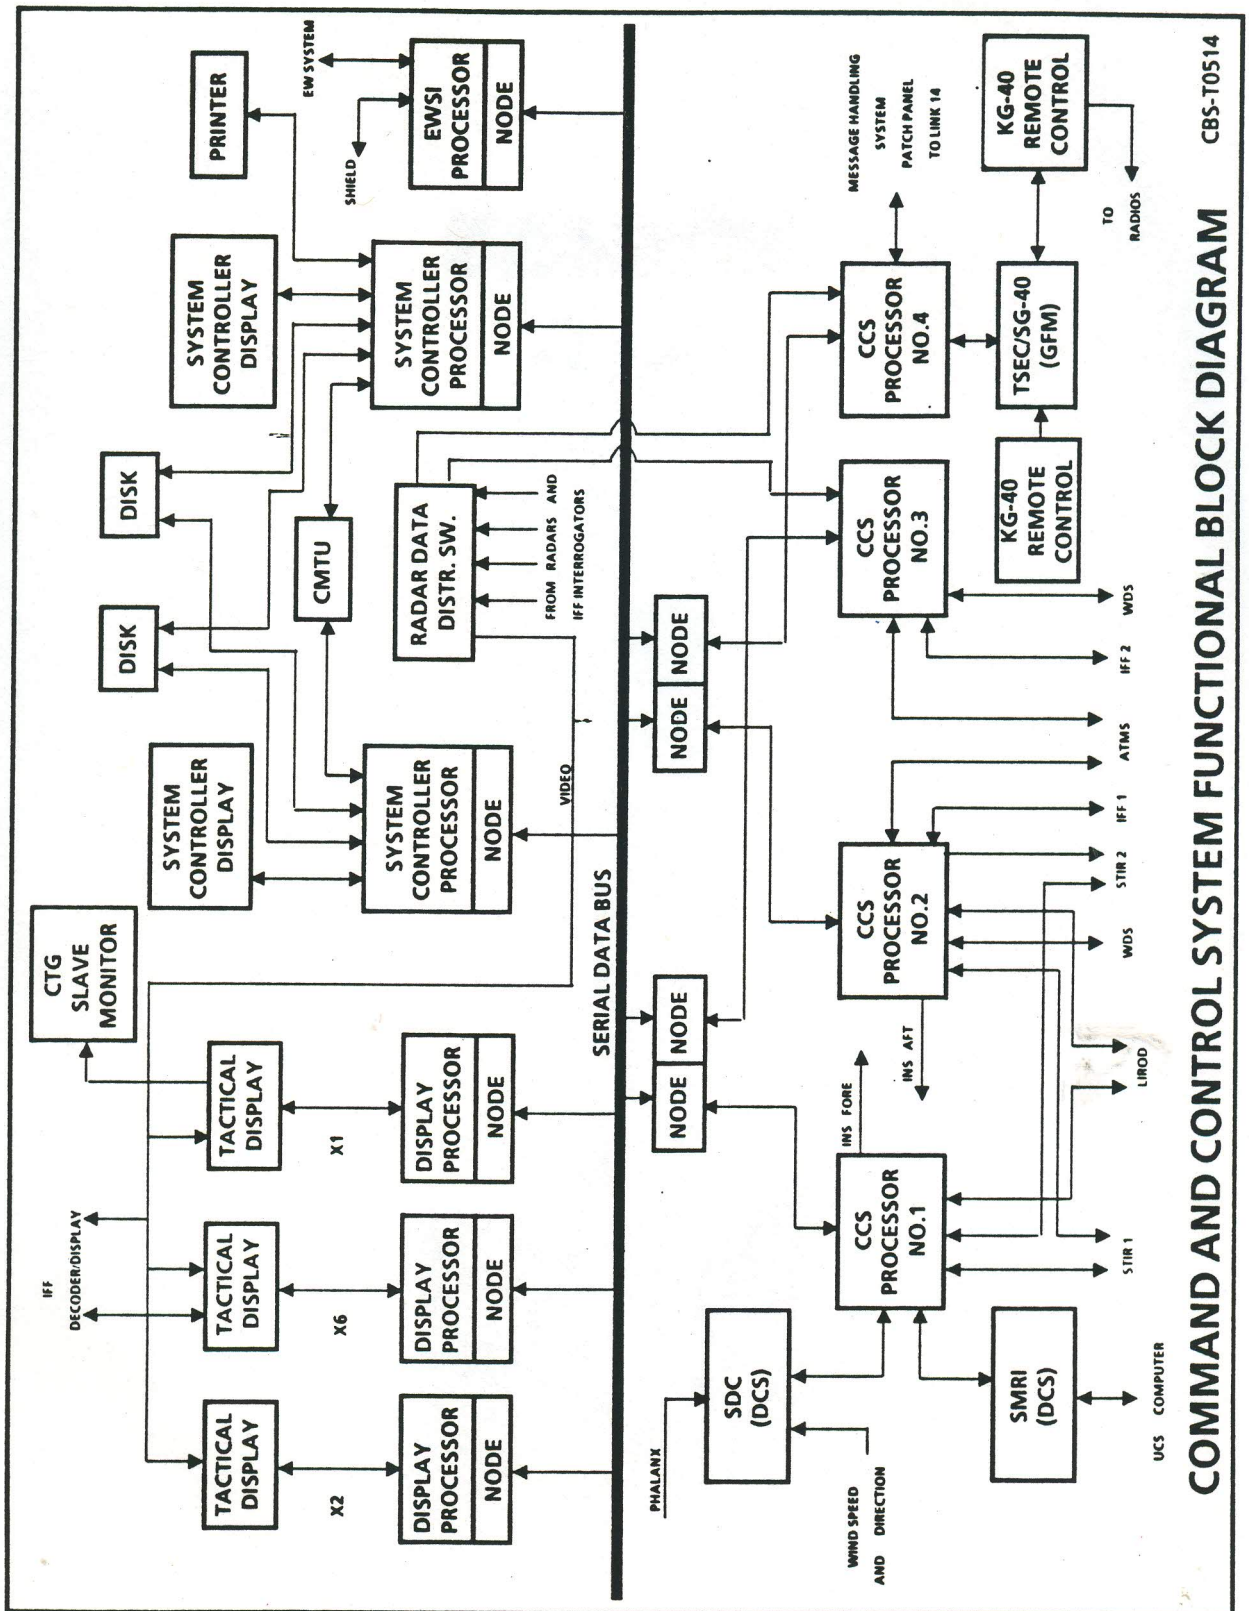 IFF
DECODER/DISPLAY
CTG
SLAVE
MONITOR
SYSTEM
CONTROLLER
DISPLAY
DISK
DISK
SYSTEM
CONTROLLER
DISPLAY
PRINTER
EW SYSTEM
SHIELD
TACTICAL
DISPLAY
TACTICAL
DISPLAY
TACTICAL
DISPLAY
CMTU
X2
X6
X1
DISPLAY
PROCESSOR
NODE
DISPLAY
PROCESSOR
NODE
DISPLAY
PROCESSOR
NODE
SYSTEM
CONTROLLER
PROCESSOR
NODE
RADAR DATA
DISTR. SW.
SYSTEM
CONTROLLER
PROCESSOR
NODE
EWSI
PROCESSOR
NODE
VIDEO
FROM RADARS AND
IFF INTERROGATORS
SERIAL DATA BUS
PHALANX
SDC
(DCS)
NODE
NODE
NODE
NODE
WIND SPEED
AND DIRECTION
INS FORE
INS AFT
CCS
PROCESSOR
NO.1
CCS
PROCESSOR
NO.2
CCS
PROCESSOR
NO.3
CCS
PROCESSOR
NO.4
MESSAGE HANDLING
SYSTEM
PATCH PANEL
TO LINK 14
SMRI
(DCS)
KG-40
REMOTE
CONTROL
TSEC/SG-40
(GFM)
KG-40
REMOTE
CONTROL
TO
RADIOS
UCS COMPUTER
STIR 1
LIROD
WDS
STIR 2
IFF 1
ATMS
IFF 2
WDS
COMMAND AND CONTROL SYSTEM FUNCTIONAL BLOCK DIAGRAM
CBS-T0514